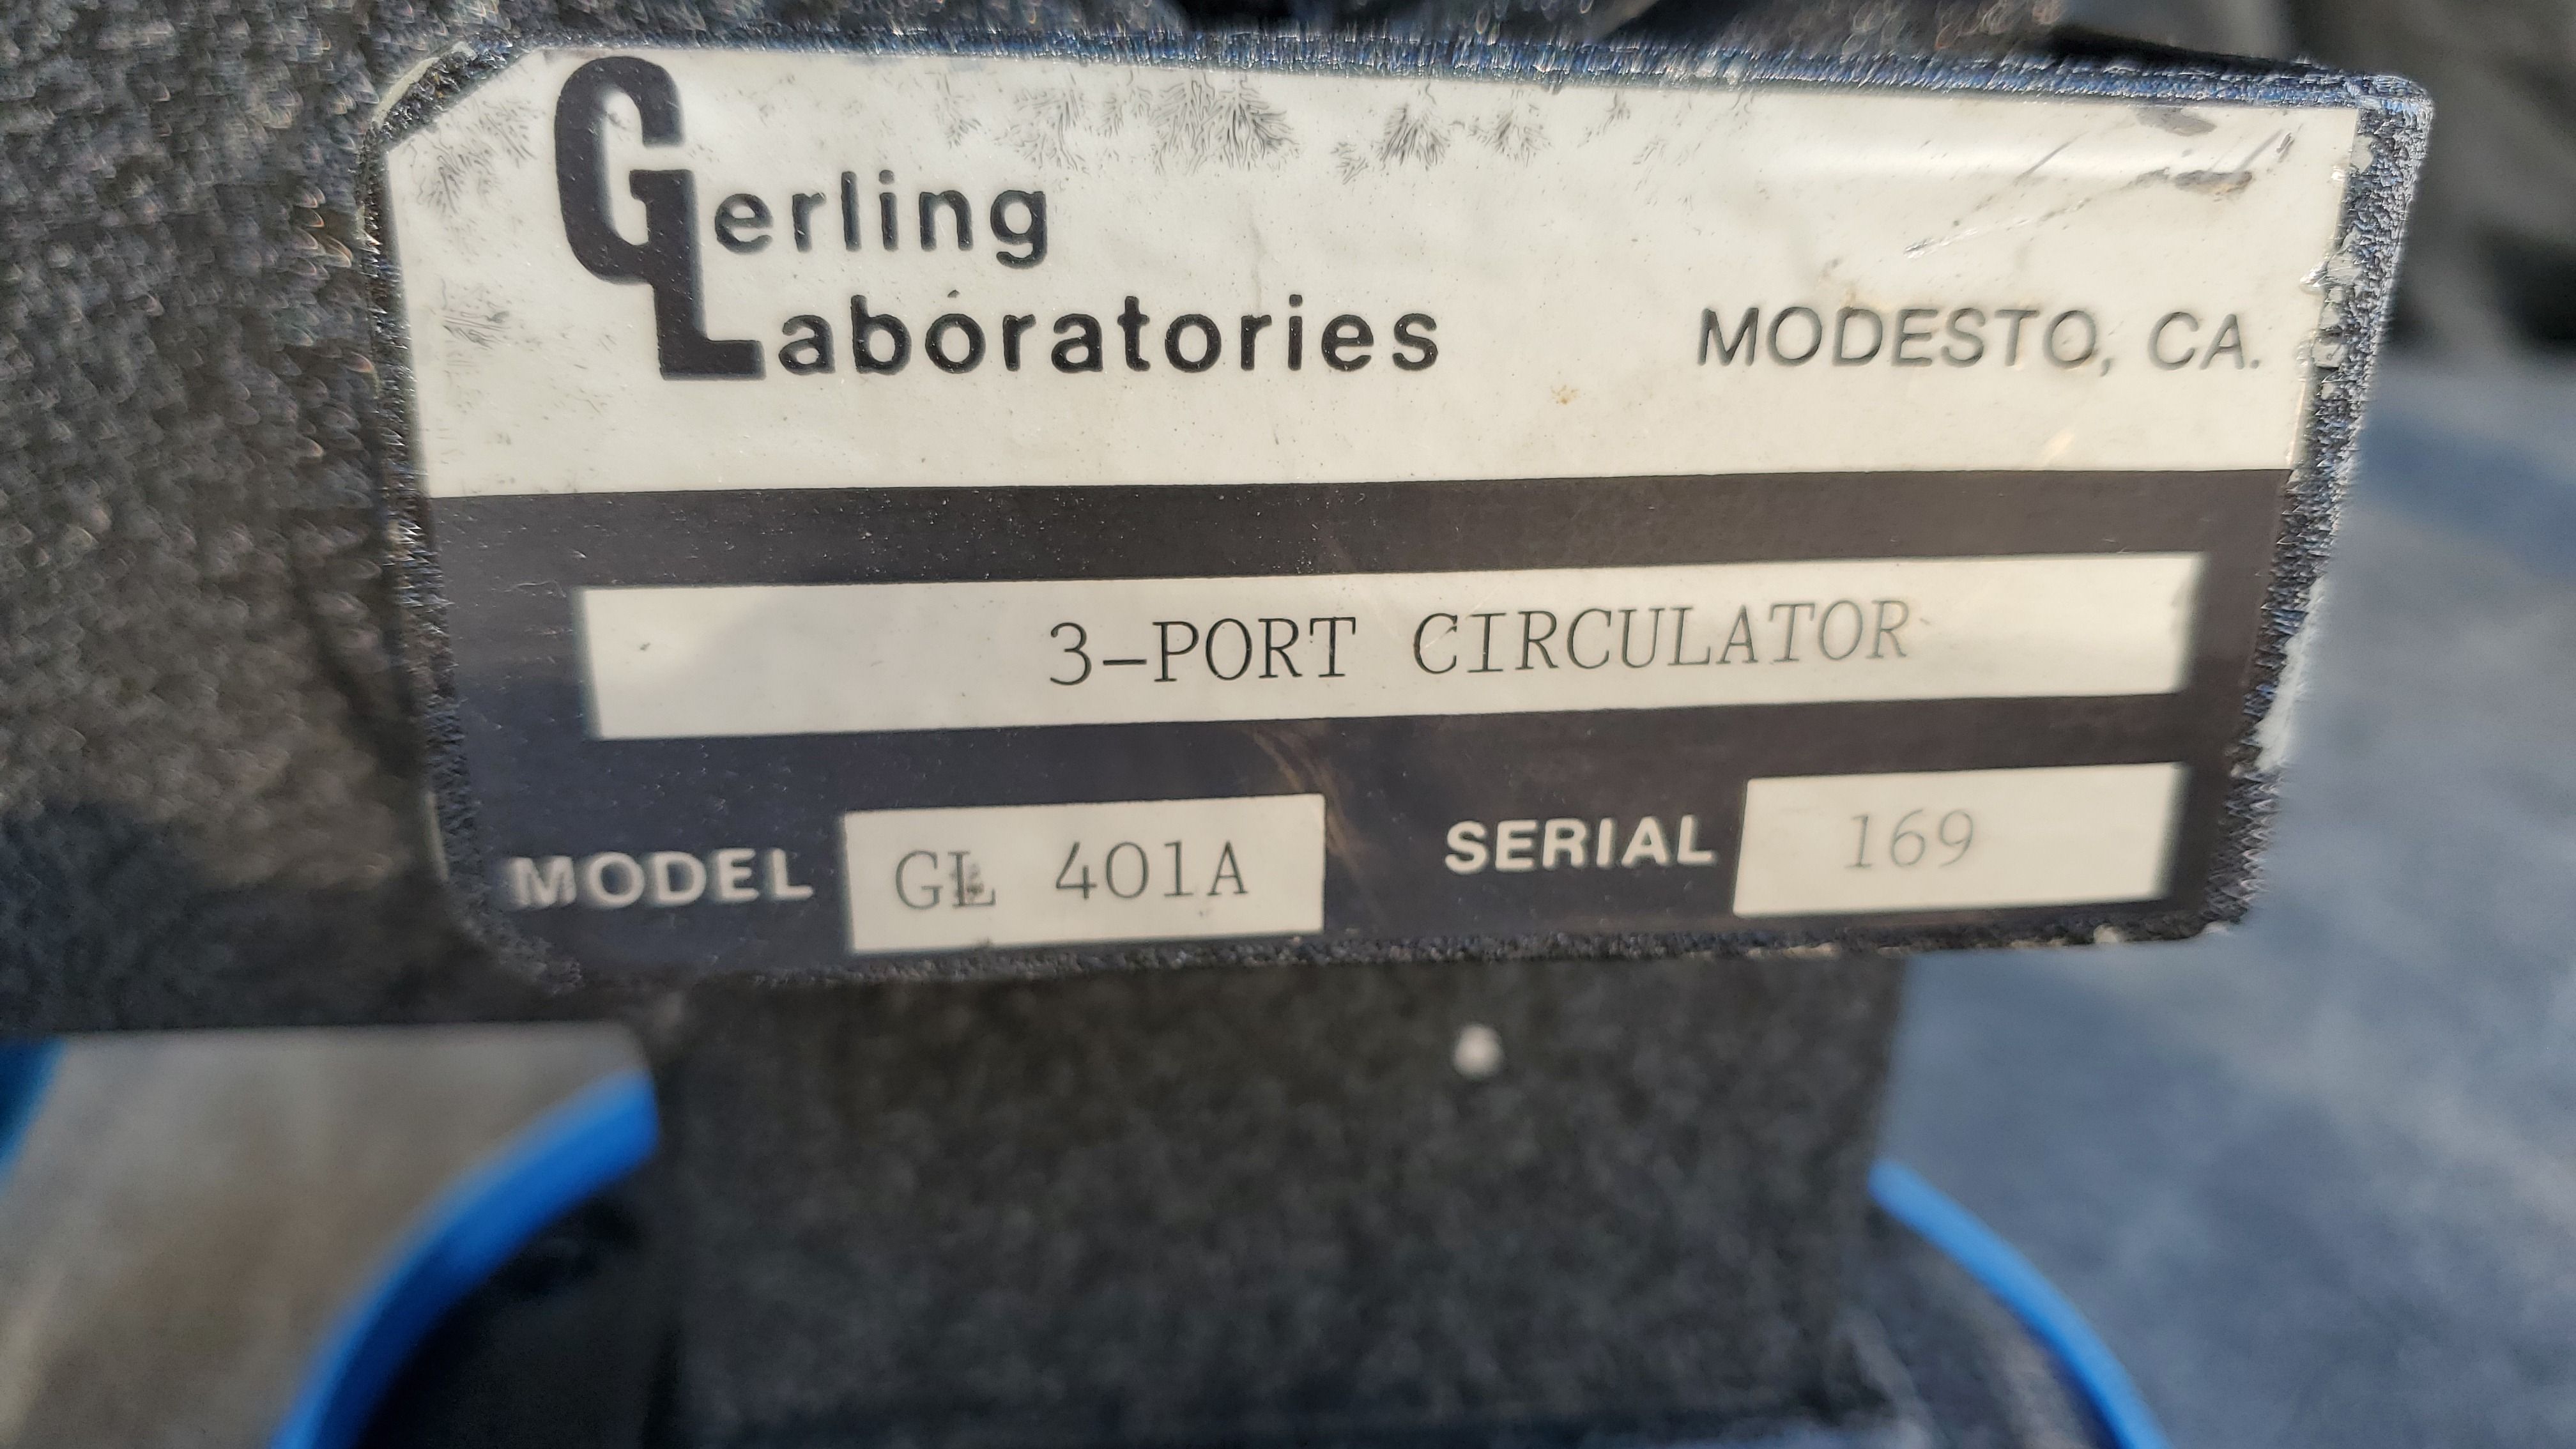 Gerling
Laboratories
MODESTO, CA.
3-PORT CIRCULATOR
MODEL GL 401A SERIAL 169